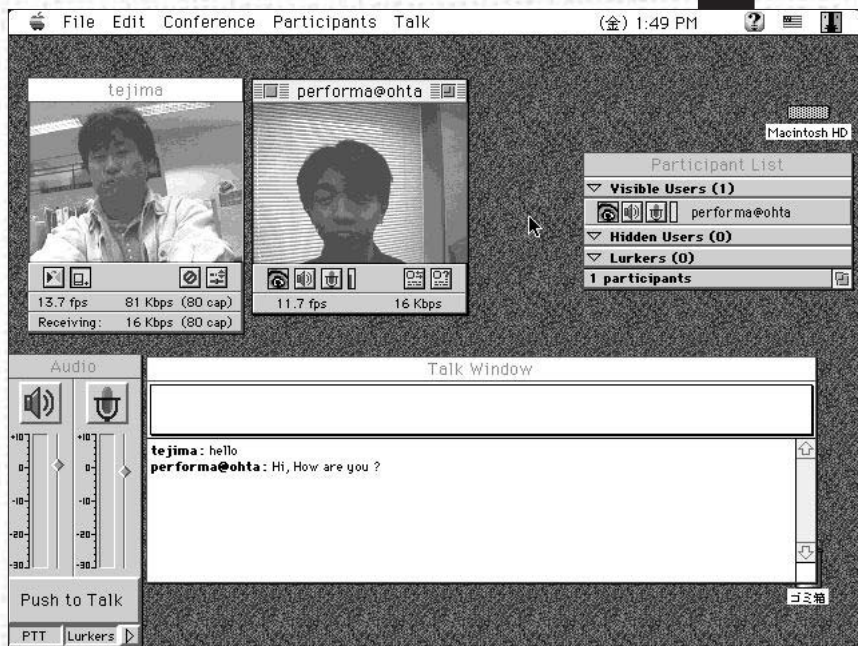 File Edit Conference Participants Talk (金) 1:49 PM
tejima
performa@ohta
13.7 fps 81 Kbps (80 cap)
Receiving: 16 Kbps (80 cap)
11.7 fps 16 Kbps
Macintosh HD
Participant List
Visible Users (1)
performa@ohta
Hidden Users (0)
Lurkers (0)
1 participants
Audio
+10 +10
0 0
-10 -10
-20 -20
-30 -30
Push to Talk
PTT Lurkers
Talk Window
tejima: hello
performa@ohta: Hi, How are you ?
ゴミ箱